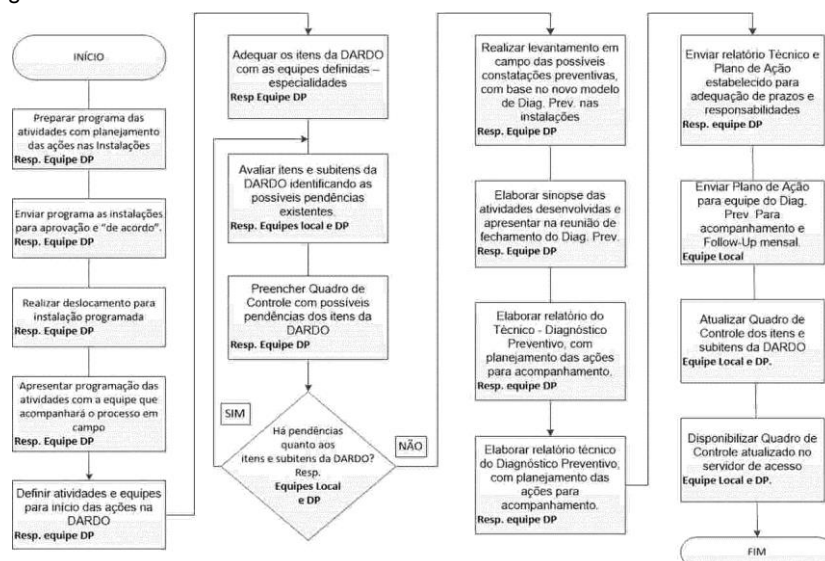 INÍCIO
Preparar programa das
atividades com planejamento
das ações nas Instalações
Resp. Equipe DP
Enviar programa as instalações
para aprovação e "de acordo".
Resp. Equipe DP
Realizar deslocamento para
instalação programada
Resp. Equipe DP
Apresentar programação das
atividades com a equipe que
acompanhará o processo em
campo
Resp. Equipe DP
Definir atividades e equipes
para início das ações na
DARDO
Resp. equipe DP
Adequar os itens da DARDO
com as equipes definidas –
especialidades
Resp Equipe DP
Avaliar itens e subitens da
DARDO identificando as
possíveis pendências
existentes.
Resp. Equipes local e DP
Preencher Quadro de
Controle com possíveis
pendências dos itens da
DARDO
Resp. Equipe DP
SIM
Há pendências
quanto aos
itens e subitens da DARDO?
Resp.
Equipes Local
e DP
NÃO
Realizar levantamento em
campo das possíveis
constatações preventivas,
com base no novo modelo
de Diag. Prev. nas
instalações
Resp. Equipe DP
Elaborar sinopse das
atividades desenvolvidas e
apresentar na reunião de
fechamento do Diag. Prev.
Resp. Equipe DP
Elaborar relatório do
Técnico - Diagnóstico
Preventivo, com
planejamento das ações
para acompanhamento.
Resp. equipe DP
Elaborar relatório técnico
do Diagnóstico Preventivo,
com planejamento das
ações para
acompanhamento.
Resp. equipe DP
Enviar relatório Técnico e
Plano de Ação
estabelecido para
adequação de prazos e
responsabilidades
Resp. equipe DP
Enviar Plano de Ação
para equipe do Diag.
Prev. Para
acompanhamento e
Follow-Up mensal.
Equipe Local
Atualizar Quadro de
Controle dos itens e
subitens da DARDO
Equipe Local e DP.
Disponibilizar Quadro de
Controle atualizado no
servidor de acesso
Equipe Local e DP.
FIM